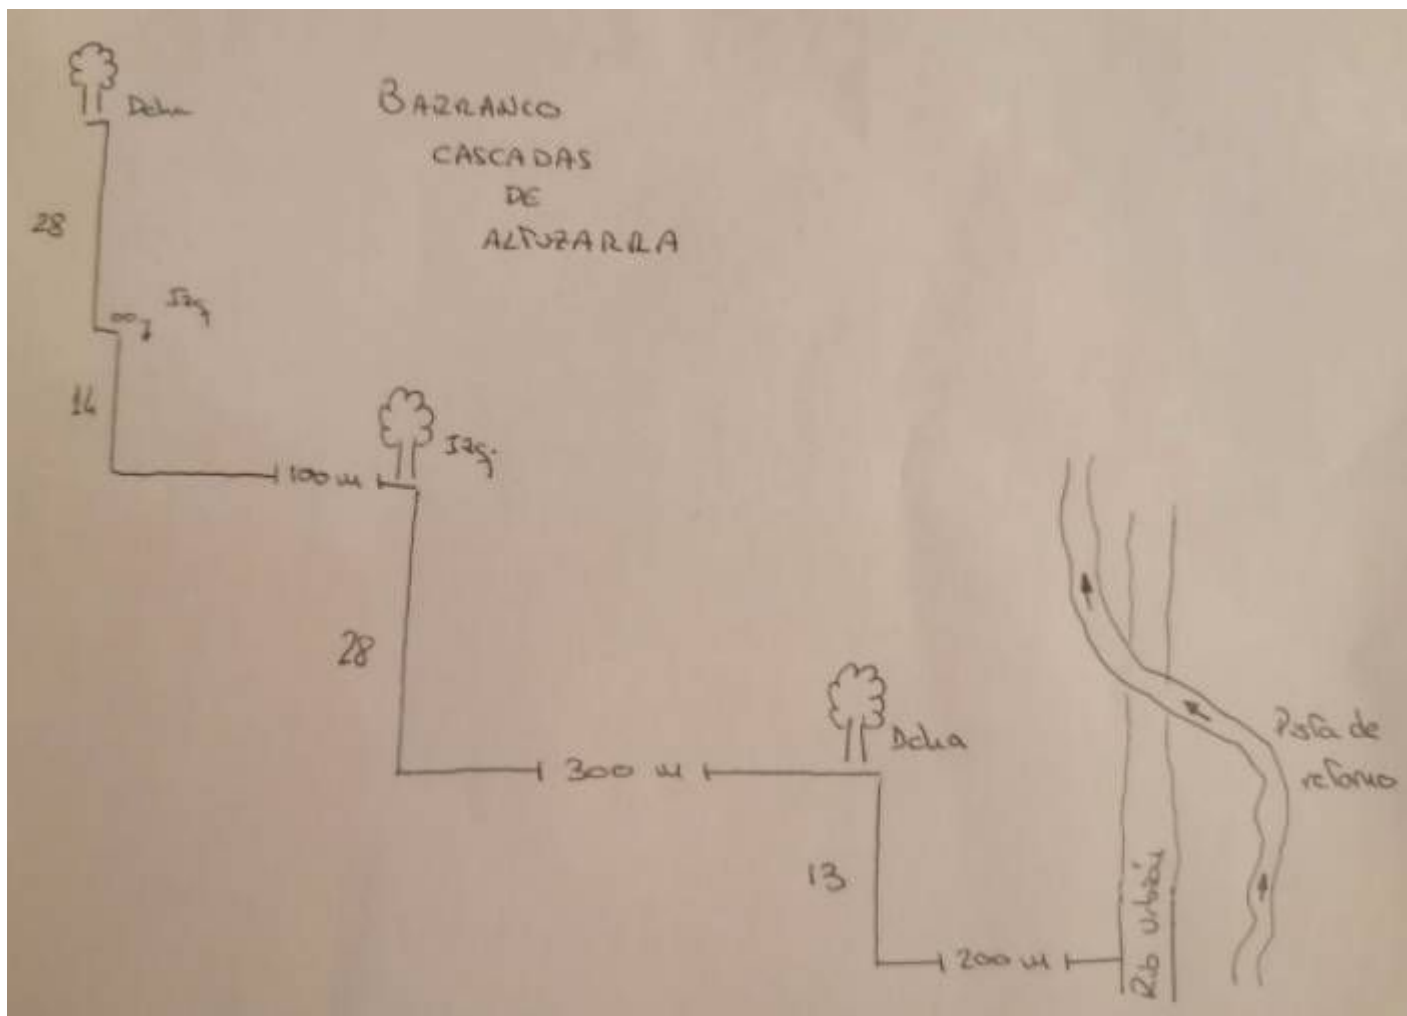 BARRANCO
CASCADAS
DE
ALTUZARRA
Dcha
28
Izq
14
Izq.
100 m
28
Dcha
300 m
13
200 m
Pista de
retorno
Río Urbión